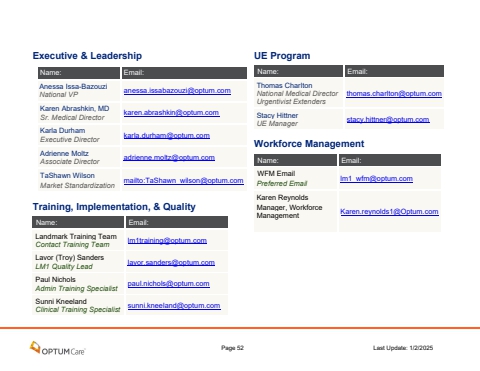 Executive & Leadership
Name: Email:
Anessa Issa-Bazouzi
National VP
anessa.issabazouzi@optum.com
Karen Abrashkin, MD
Sr. Medical Director
karen.abrashkin@optum.com
Karla Durham
Executive Director
karla.durham@optum.com
Adrienne Moltz
Associate Director
adrienne.moltz@optum.com
TaShawn Wilson
Market Standardization
mailto:TaShawn_wilson@optum.com
Training, Implementation, & Quality
Name: Email:
Landmark Training Team
Contact Training Team
lm1training@optum.com
Lavor (Troy) Sanders
LM1 Quality Lead
lavor.sanders@optum.com
Paul Nichols
Admin Training Specialist
paul.nichols@optum.com
Sunni Kneeland
Clinical Training Specialist
sunni.kneeland@optum.com
UE Program
Name: Email:
Thomas Charlton
National Medical Director
Urgentivist Extenders
thomas.charlton@optum.com
Stacy Hittner
UE Manager
stacy.hittner@optum.com
Workforce Management
Name: Email:
WFM Email
Preferred Email
lm1_wfm@optum.com
Karen Reynolds
Manager, Workforce
Management
Karen.reynolds1@Optum.com
OPTUM Care
Page 52
Last Update: 1/2/2025